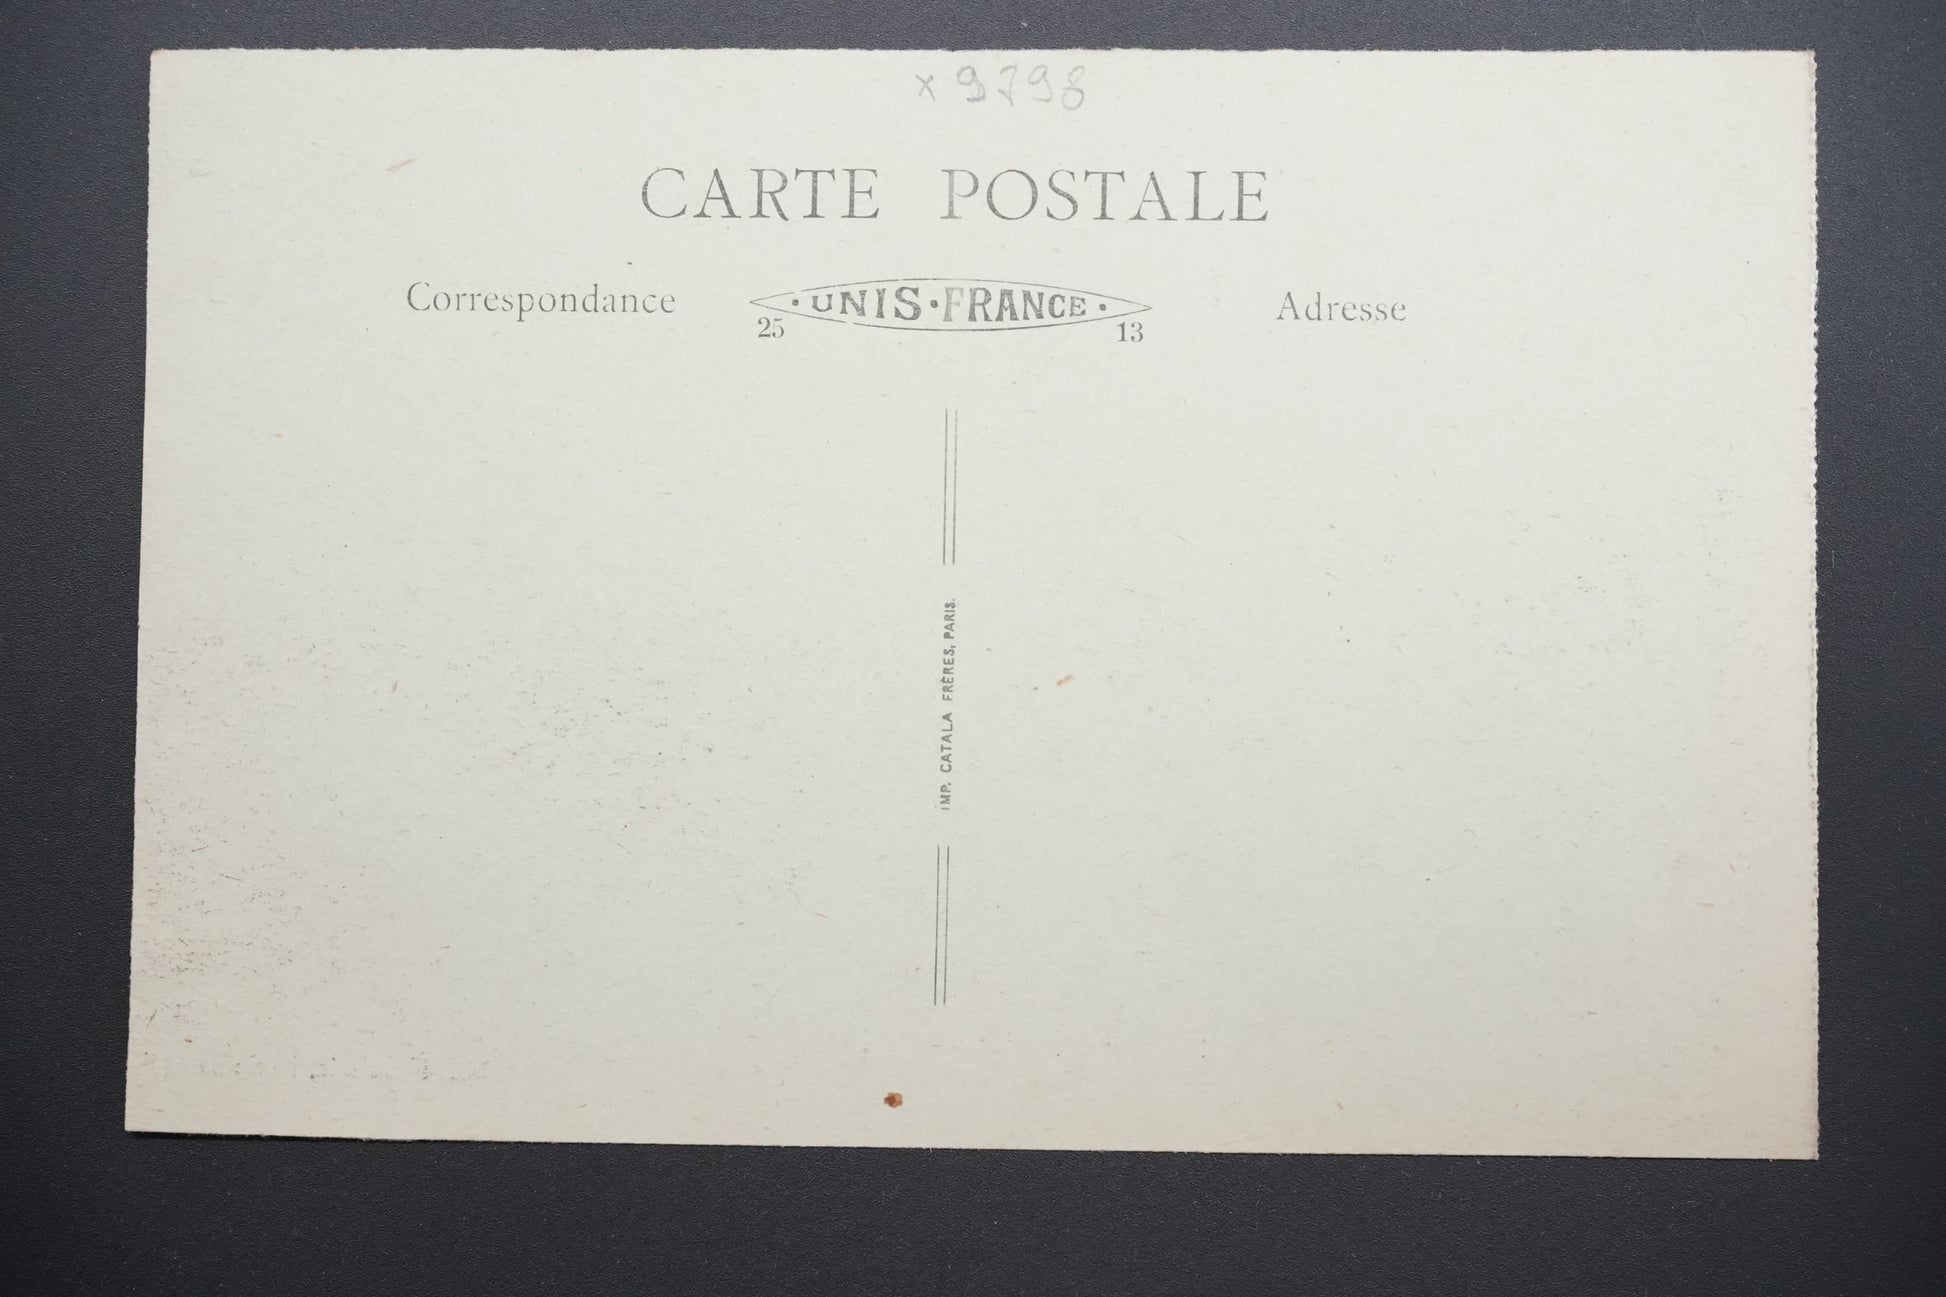 x 9798
CARTE POSTALE
Correspondance
· UNIS · FRANCE ·
25 13
Adresse
IMP. CATALA FRÈRES, PARIS.